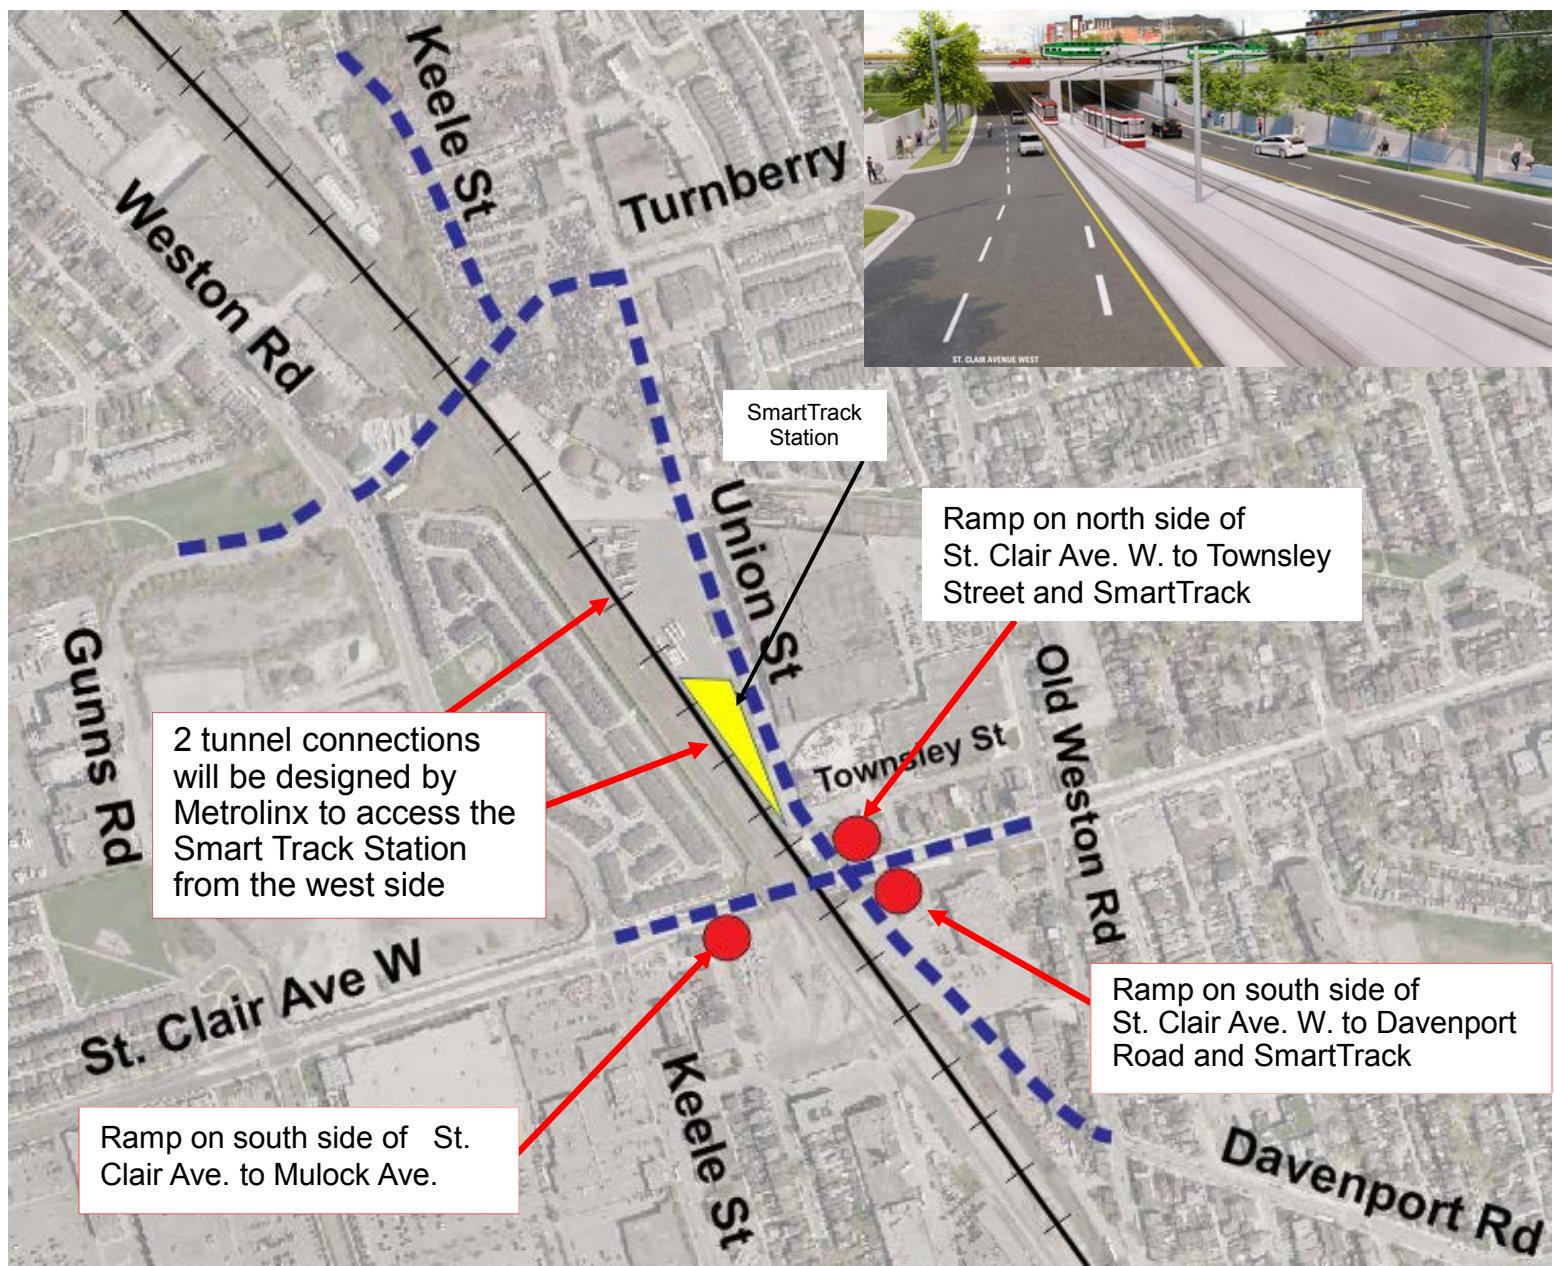 Keele St
Turnberry
Weston Rd
ST. CLAIR AVENUE WEST
SmartTrack
Station
Union St
Ramp on north side of
St. Clair Ave. W. to Townsley
Street and SmartTrack
Gunns Rd
Old Weston Rd
2 tunnel connections
will be designed by
Metrolinx to access the
Smart Track Station
from the west side
Townsley St
St. Clair Ave W
Ramp on south side of
St. Clair Ave. W. to Davenport
Road and SmartTrack
Keele St
Ramp on south side of St.
Clair Ave. to Mulock Ave.
Davenport Rd